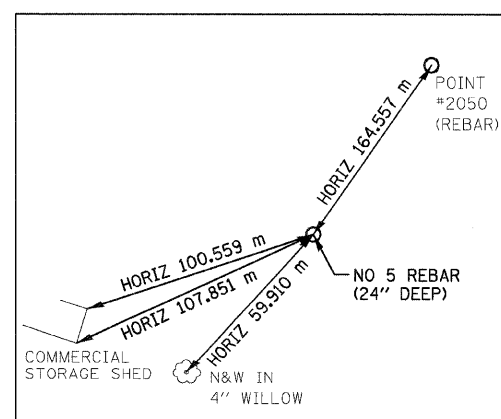 POINT
#2050
(REBAR)
HORIZ 164.557 m
HORIZ 100.559 m
HORIZ 107.851 m
HORIZ 59.910 m
NO 5 REBAR
(24" DEEP)
COMMERCIAL
STORAGE SHED
N&W IN
4" WILLOW